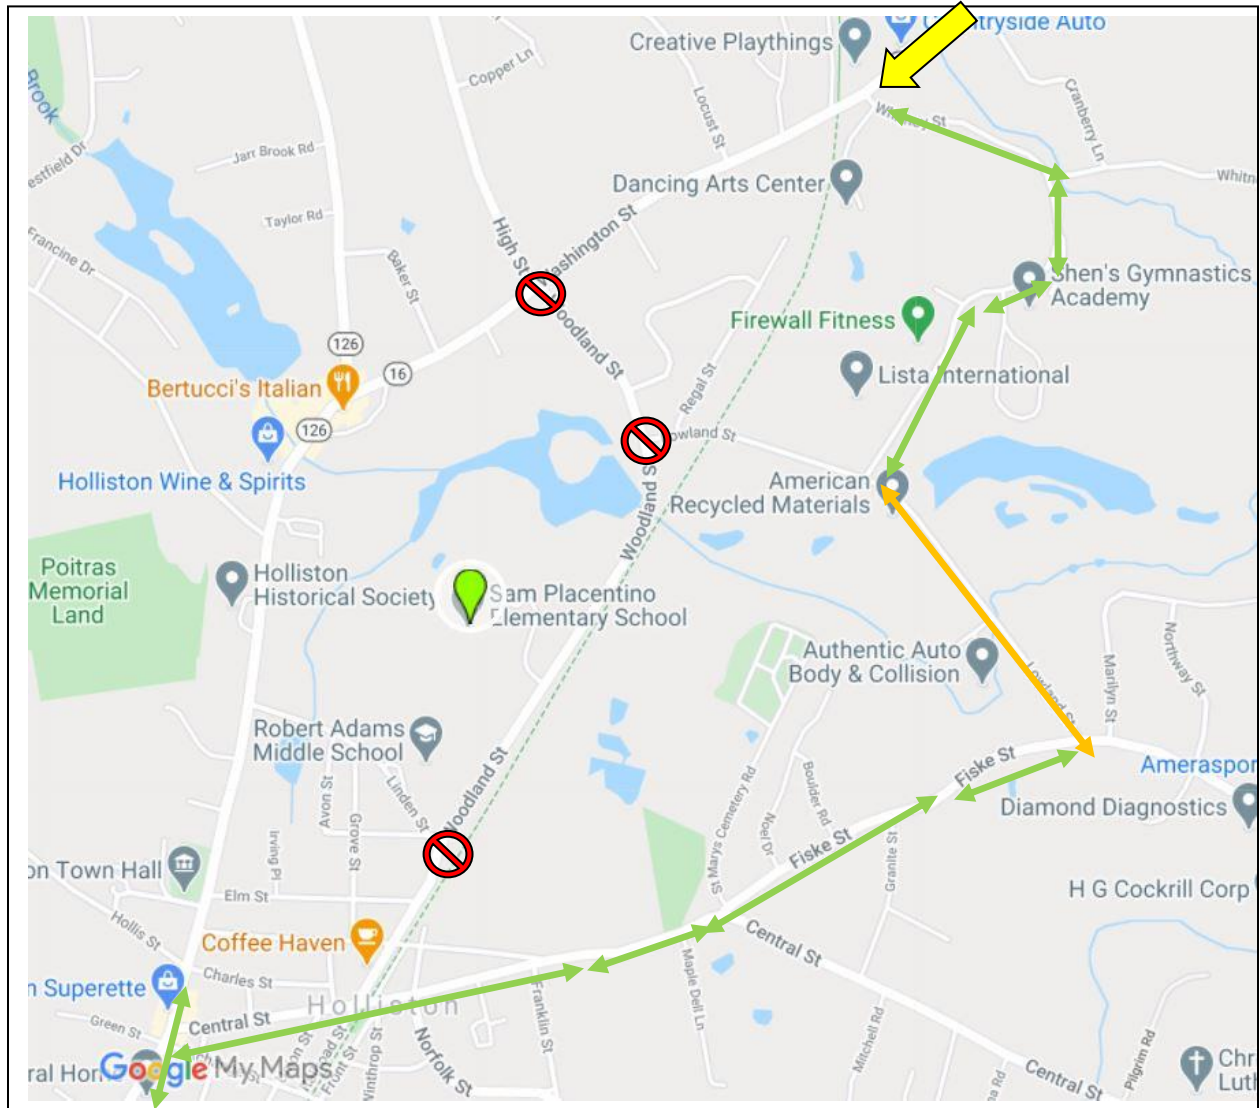 Creative Playthings
ntryside Auto
Copper Ln
Locust St
Cranberry Ln
Brook
estfield Dr
Jarr Brook Rd
St
Dancing Arts Center
Whitn
Taylor Rd
High St
Washington St
Francine Dr
Baker St
Shen's Gymnastics
Academy
Woodland St
Firewall Fitness
126
16
Lista International
Regal St
Bertucci's Italian
126
owland St
Holliston Wine & Spirits
American
Recycled Materials
Woodland S
Poitras
Memorial
Land
Holliston
Historical Society
Sam Placentino
Elementary School
Authentic Auto
Body & Collision
Northway St
Marilyn St
Lowland St
Robert Adams
Middle School
Woodland St
Fiske St
Ameraspor
Linden St
Avon St
Grove St
St Marys Cemetery Rd
Boulder Rd
Noel Dr
Diamond Diagnostics
Fiske St
Granite St
Irving Pl
on Town Hall
Elm St
H G Cockrill Corp
Hollis St
Coffee Haven
Central St
Maple Dell Ln
Charles St
n Superette
Franklin St
Holliston
Central St
Green St
Norfolk St
Mitchell Rd
Pilgrim Rd
Front St
Winthrop St
ral Hom
Google My Maps
Central St
Chr
Luth